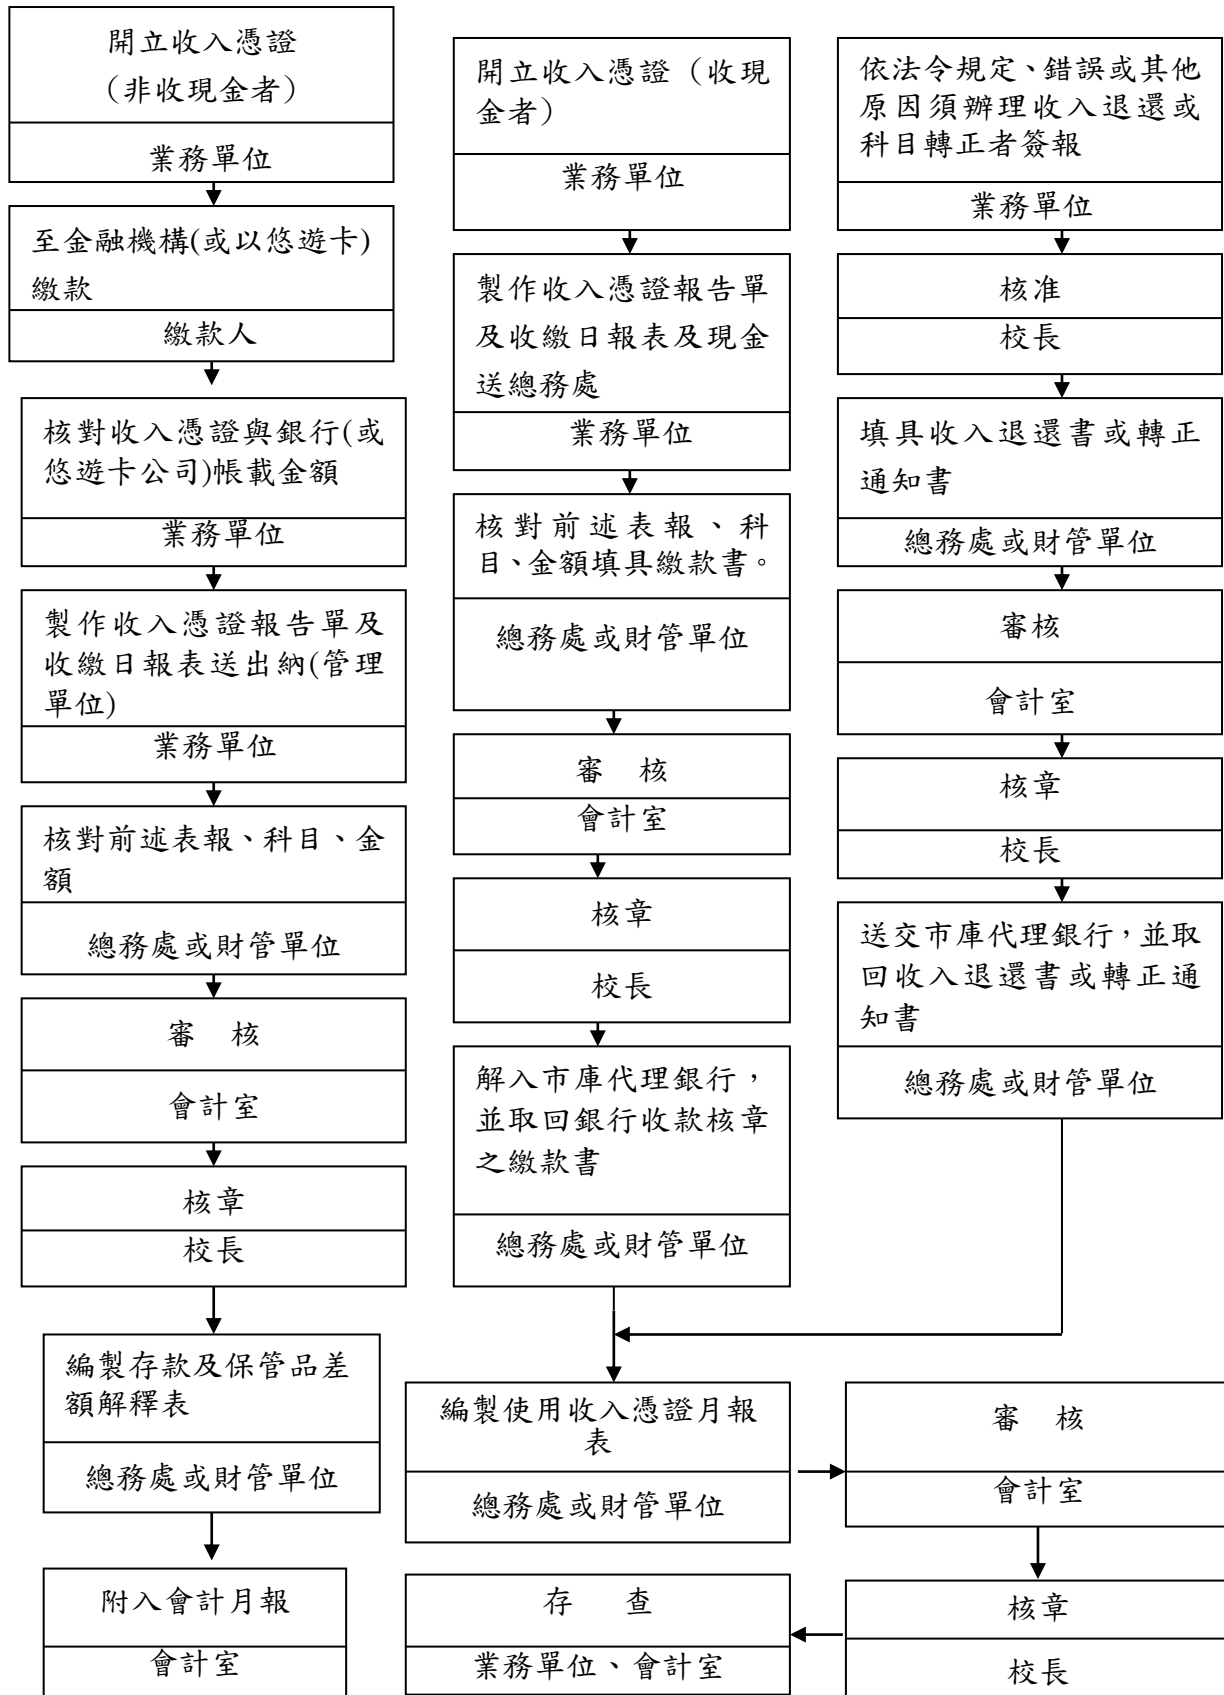 開立收入憑證
（非收現金者）
業務單位
至金融機構(或以悠遊卡)
繳款
繳款人
核對收入憑證與銀行(或
悠遊卡公司)帳載金額
業務單位
製作收入憑證報告單及
收繳日報表送出納(管理
單位)
業務單位
核對前述表報、科目、金
額
總務處或財管單位
審　核
會計室
核章
校長
編製存款及保管品差
額解釋表
總務處或財管單位
附入會計月報
會計室
開立收入憑證（收現
金者）
業務單位
製作收入憑證報告單
及收繳日報表及現金
送總務處
業務單位
核對前述表報、科
目、金額填具繳款書。
總務處或財管單位
審　核
會計室
核章
校長
解入市庫代理銀行，
並取回銀行收款核章
之繳款書
總務處或財管單位
依法令規定、錯誤或其他
原因須辦理收入退還或
科目轉正者簽報
業務單位
核准
校長
填具收入退還書或轉正
通知書
總務處或財管單位
審核
會計室
核章
校長
送交市庫代理銀行，並取
回收入退還書或轉正通
知書
總務處或財管單位
編製使用收入憑證月報
表
總務處或財管單位
審　核
會計室
核章
校長
存　查
業務單位、會計室